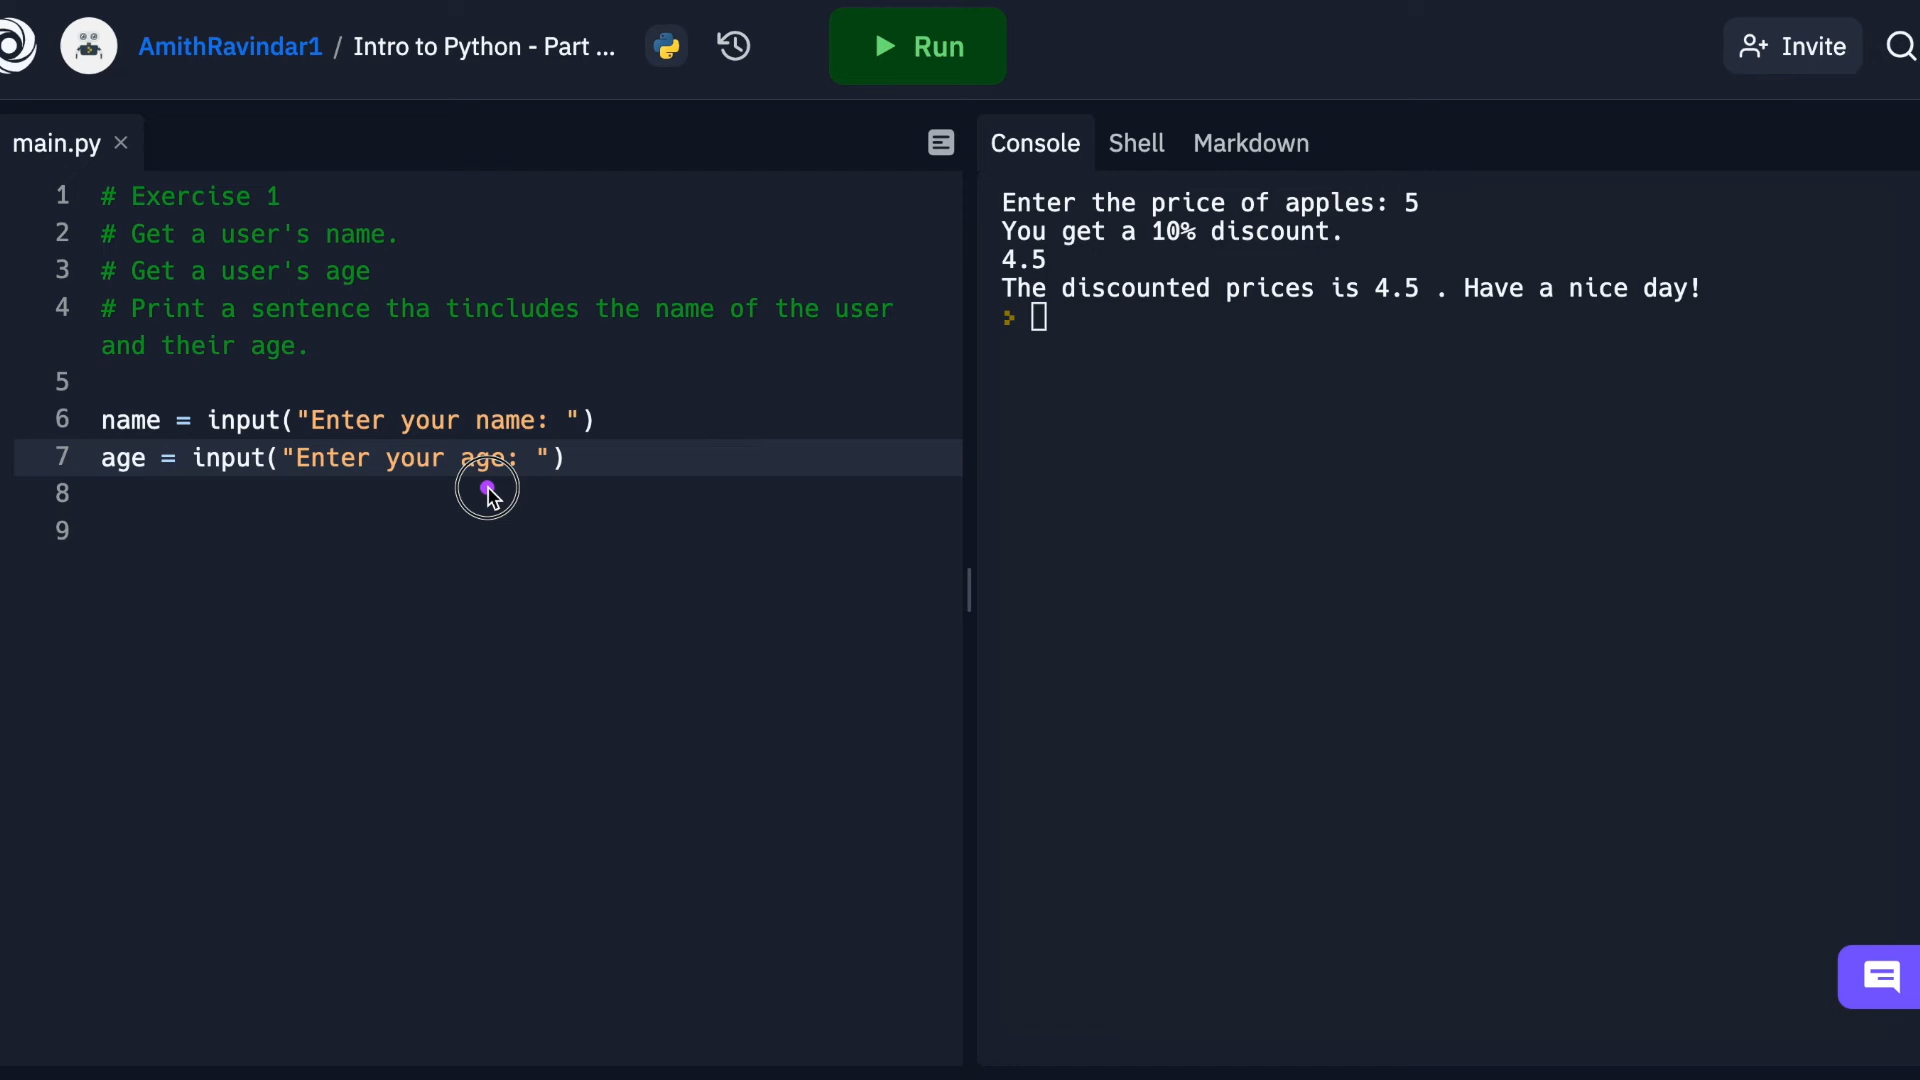 AmithRavindar1 / Intro to Python - Part ...
Run
Invite
main.py
1 # Exercise 1
2 # Get a user's name.
3 # Get a user's age
4 # Print a sentence tha tincludes the name of the user
and their age.
5
6 name = input("Enter your name: ")
7 age = input("Enter your age: ")
8
9
Console Shell Markdown
Enter the price of apples: 5
You get a 10% discount.
4.5
The discounted prices is 4.5 . Have a nice day!